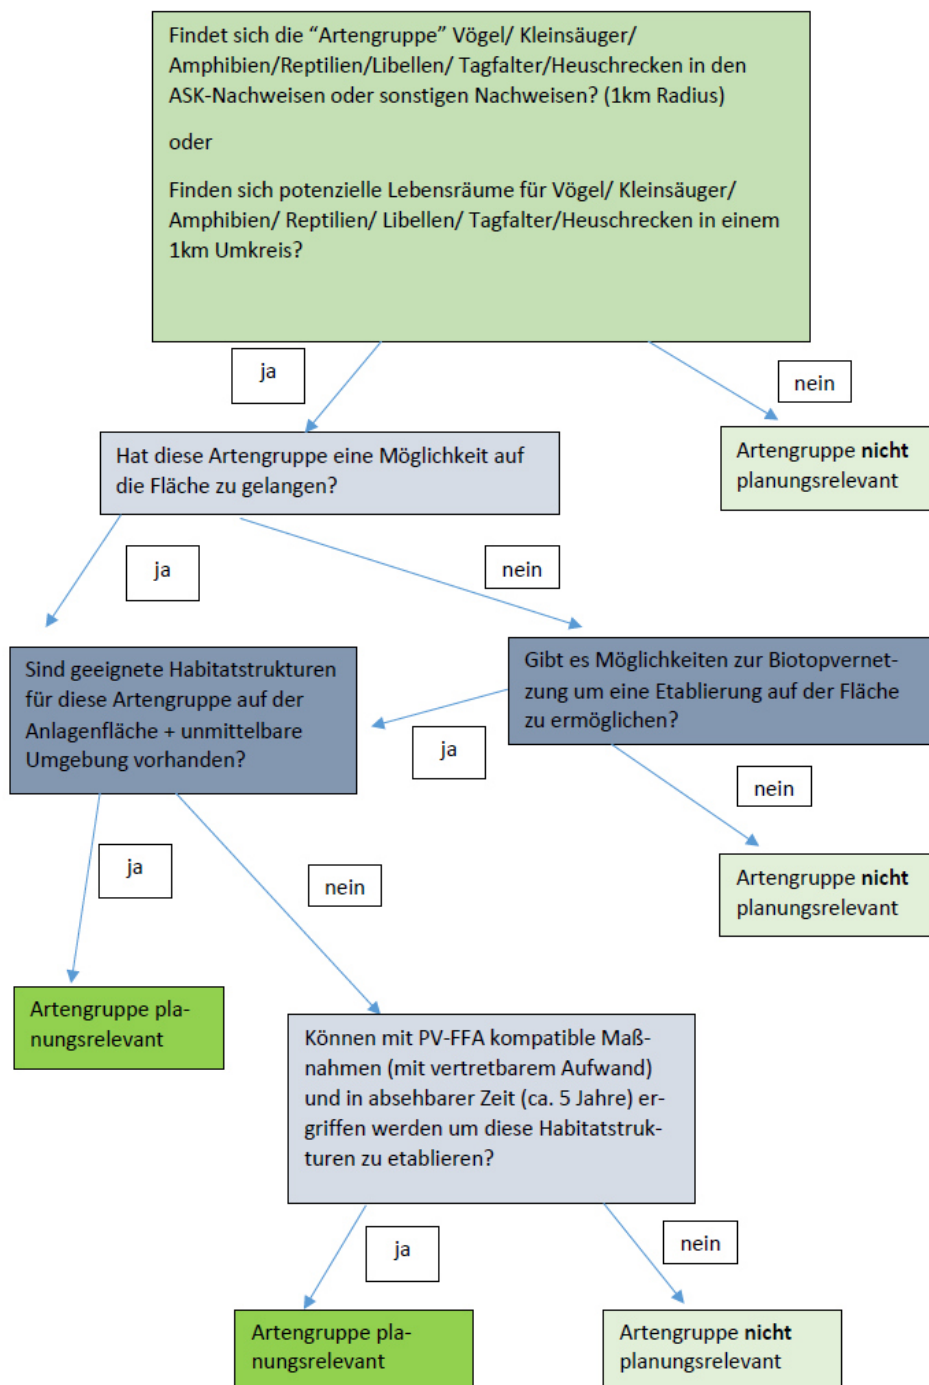 Findet sich die “Artengruppe” Vögel/ Kleinsäuger/
Amphibien/Reptilien/Libellen/ Tagfalter/Heuschrecken in den
ASK-Nachweisen oder sonstigen Nachweisen? (1km Radius)
oder
Finden sich potenzielle Lebensräume für Vögel/ Kleinsäuger/
Amphibien/ Reptilien/ Libellen/ Tagfalter/Heuschrecken in einem
1km Umkreis?
ja
nein
Hat diese Artengruppe eine Möglichkeit auf
die Fläche zu gelangen?
Artengruppe nicht
planungsrelevant
ja
nein
Sind geeignete Habitatstrukturen
für diese Artengruppe auf der
Anlagenfläche + unmittelbare
Umgebung vorhanden?
Gibt es Möglichkeiten zur Biotopvernet-
zung um eine Etablierung auf der Fläche
zu ermöglichen?
ja
nein
ja
nein
Artengruppe nicht
planungsrelevant
Artengruppe pla-
nungsrelevant
Können mit PV-FFA kompatible Maß-
nahmen (mit vertretbarem Aufwand)
und in absehbarer Zeit (ca. 5 Jahre) er-
griffen werden um diese Habitatstruk-
turen zu etablieren?
ja
nein
Artengruppe pla-
nungsrelevant
Artengruppe nicht
planungsrelevant